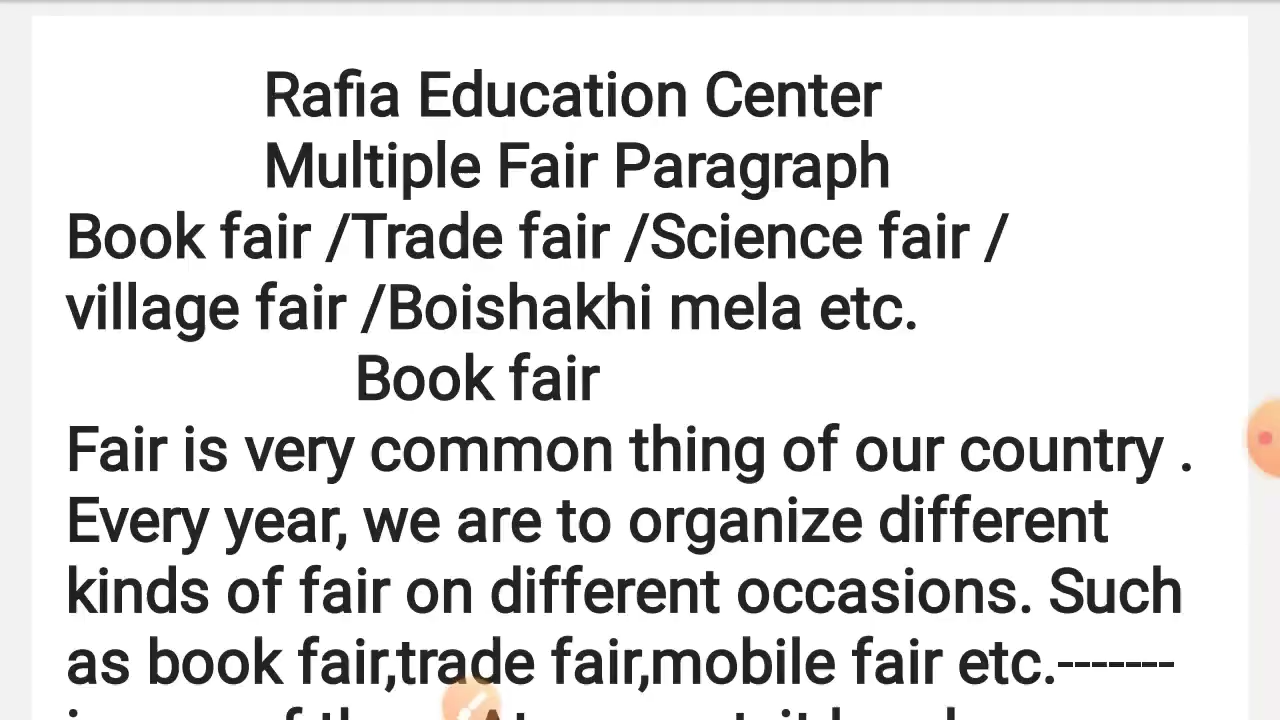 Rafia Education Center
Multiple Fair Paragraph
Book fair /Trade fair /Science fair /
village fair /Boishakhi mela etc.
Book fair
Fair is very common thing of our country .
Every year, we are to organize different
kinds of fair on different occasions. Such
as book fair,trade fair,mobile fair etc.-------